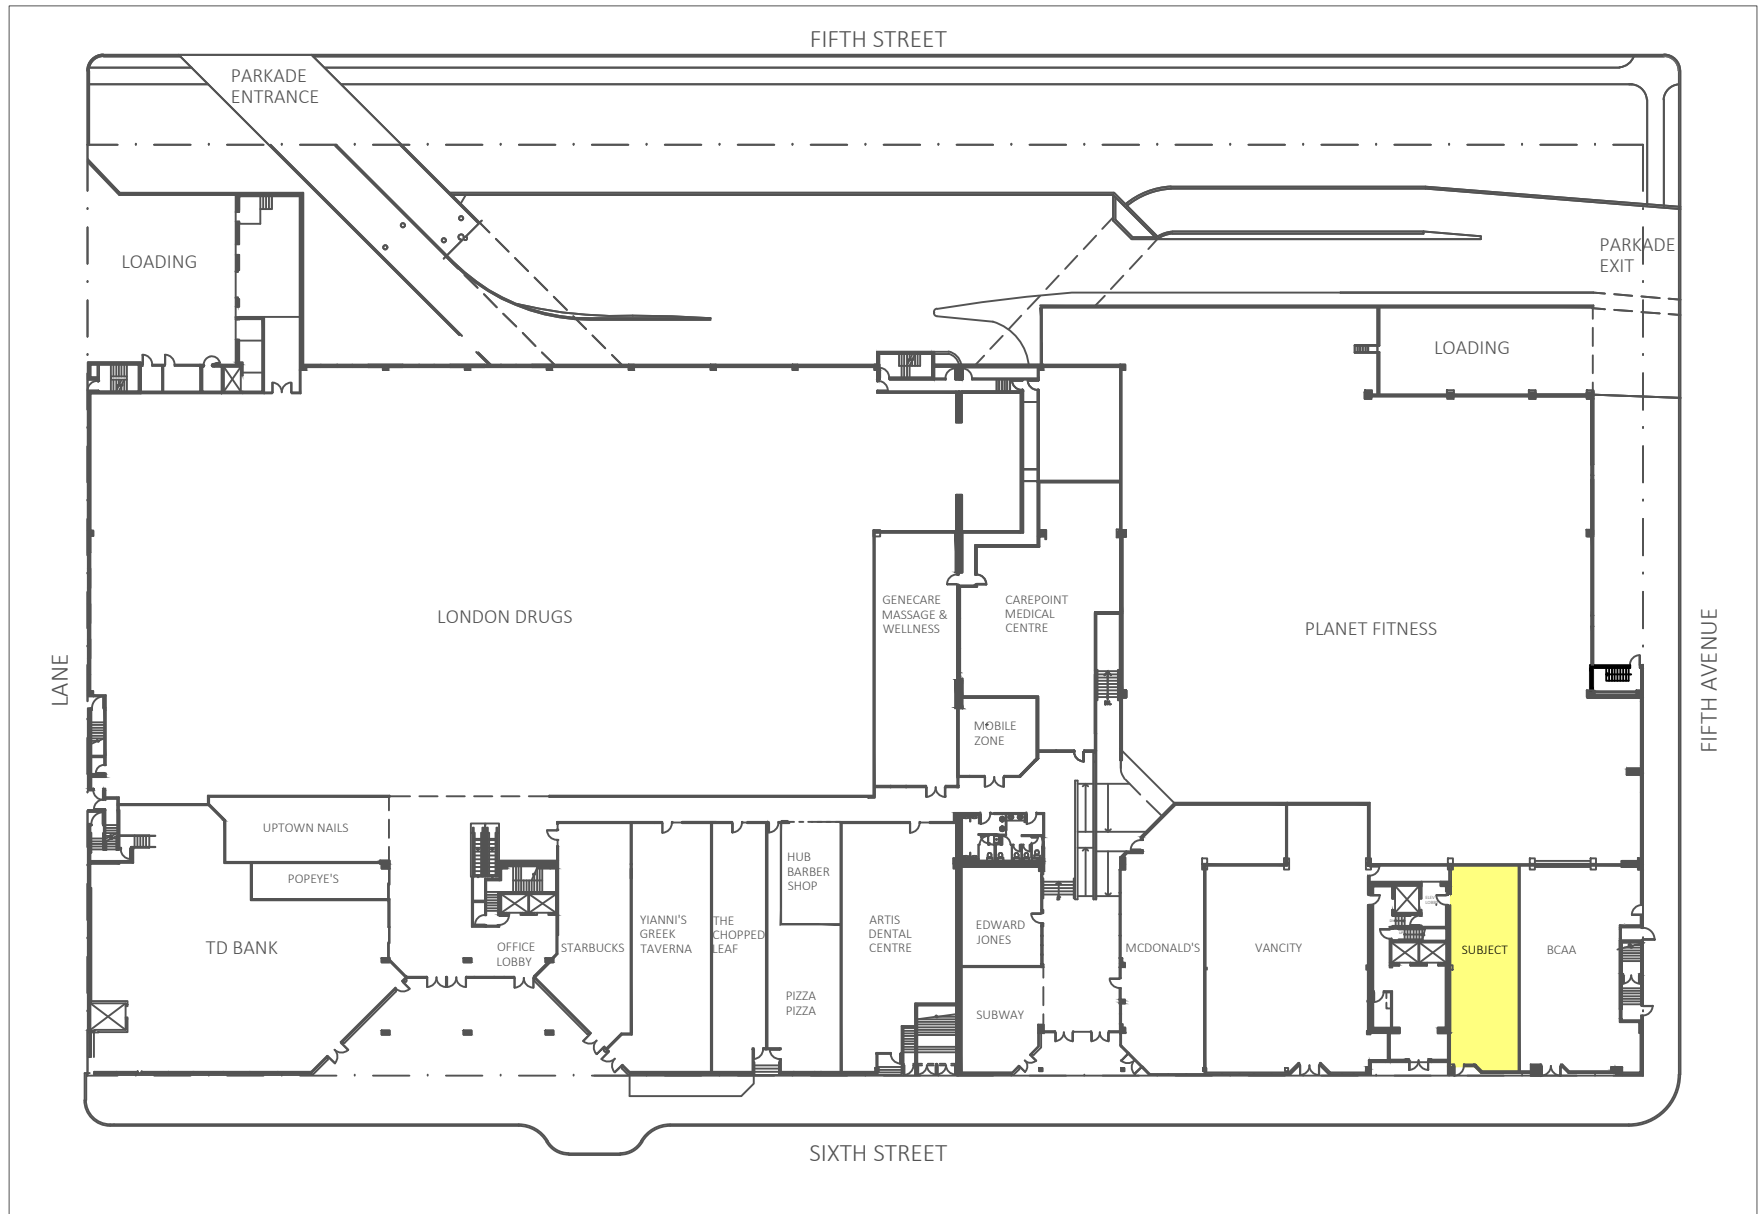 FIFTH STREET
PARKADE
ENTRANCE
LOADING
PARKADE
EXIT
LOADING
LONDON DRUGS
GENECARE
MASSAGE &
WELLNESS
CAREPOINT
MEDICAL
CENTRE
PLANET FITNESS
LANE
FIFTH AVENUE
MOBILE
ZONE
UPTOWN NAILS
POPEYE'S
TD BANK
OFFICE
LOBBY
STARBUCKS
YIANNI'S
GREEK
TAVERNA
THE
CHOPPED
LEAF
HUB
BARBER
SHOP
PIZZA
PIZZA
ARTIS
DENTAL
CENTRE
EDWARD
JONES
SUBWAY
MCDONALD'S
VANCITY
SUBJECT
BCAA
SIXTH STREET